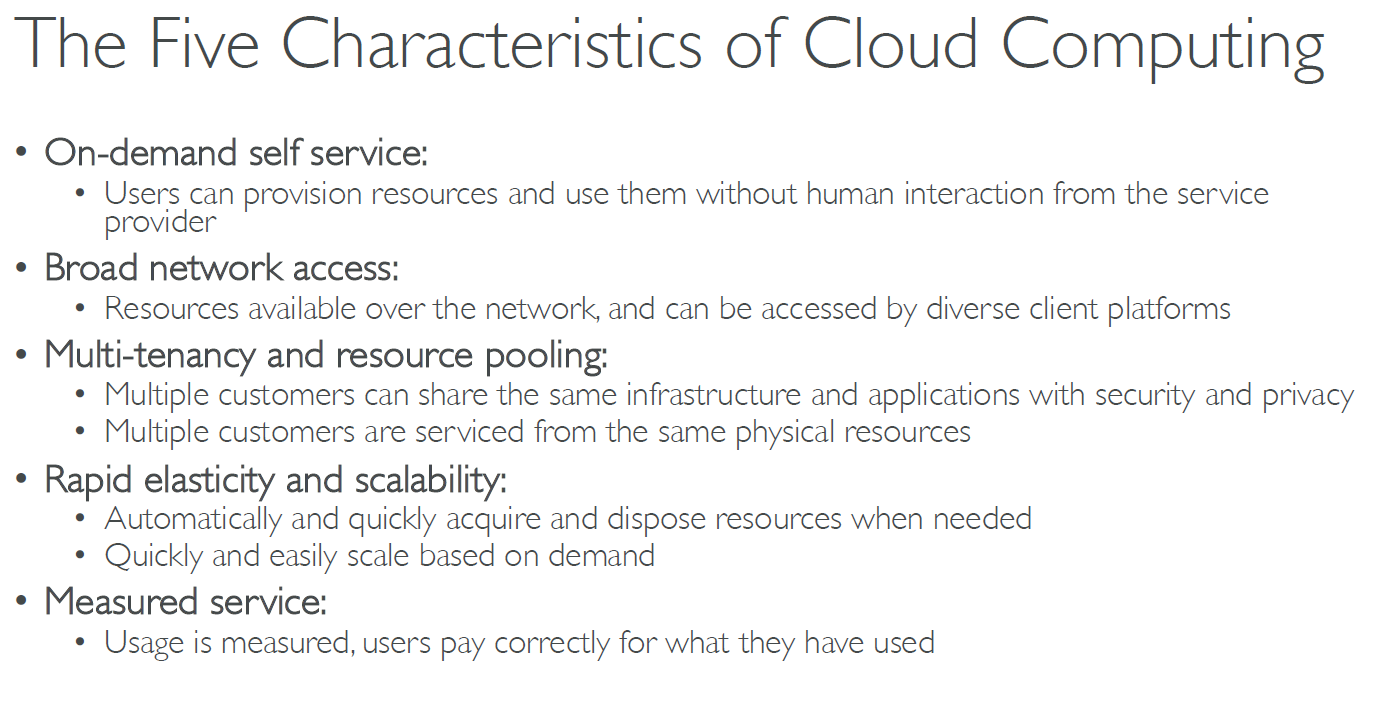 The Five Characteristics of Cloud Computing
• On-demand self service:
• Users can provision resources and use them without human interaction from the service
provider
• Broad network access:
• Resources available over the network, and can be accessed by diverse client platforms
• Multi-tenancy and resource pooling:
• Multiple customers can share the same infrastructure and applications with security and privacy
• Multiple customers are serviced from the same physical resources
• Rapid elasticity and scalability:
• Automatically and quickly acquire and dispose resources when needed
• Quickly and easily scale based on demand
• Measured service:
• Usage is measured, users pay correctly for what they have used